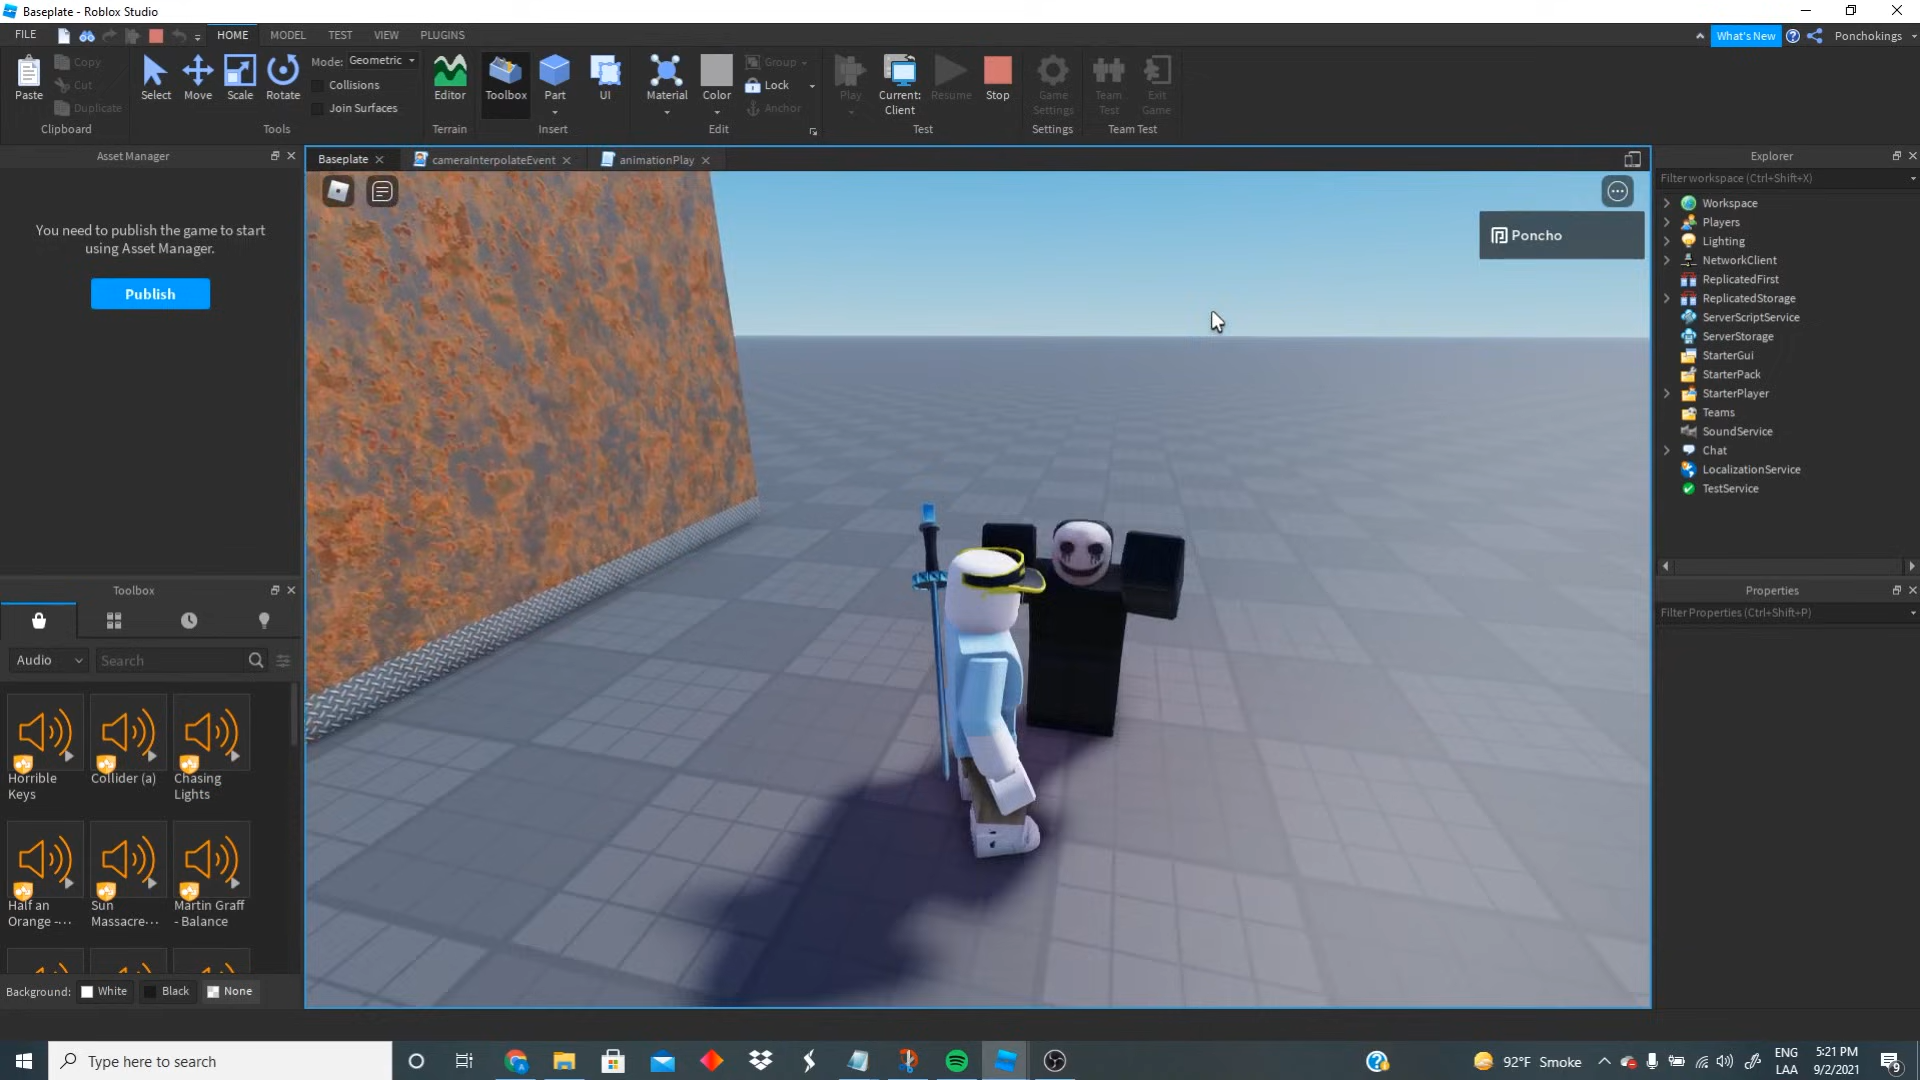 Baseplate - Roblox Studio
FILE
HOME
MODEL
TEST
VIEW
PLUGINS
What's New
Ponchokings
Paste
Copy
Cut
Duplicate
Clipboard
Select
Move
Scale
Rotate
Mode: Geometric
Collisions
Join Surfaces
Tools
Editor
Terrain
Toolbox
Part
UI
Insert
Material
Color
Group
Lock
Anchor
Edit
Play
Current:
Client
Resume
Stop
Test
Game
Settings
Settings
Team
Test
Exit
Game
Team Test
Asset Manager
You need to publish the game to start
using Asset Manager.
Publish
Baseplate
cameraInterpolateEvent
animationPlay
Poncho
Explorer
Filter workspace (Ctrl+Shift+X)
Workspace
Players
Lighting
NetworkClient
ReplicatedFirst
ReplicatedStorage
ServerScriptService
ServerStorage
StarterGui
StarterPack
StarterPlayer
Teams
SoundService
Chat
LocalizationService
TestService
Properties
Filter Properties (Ctrl+Shift+P)
Toolbox
Audio
Search
Horrible
Keys
Collider (a)
Chasing
Lights
Half an
Orange -...
Sun
Massacre...
Martin Graff
- Balance
Background:
White
Black
None
Type here to search
92°F Smoke
ENG
LAA
5:21 PM
9/2/2021
9